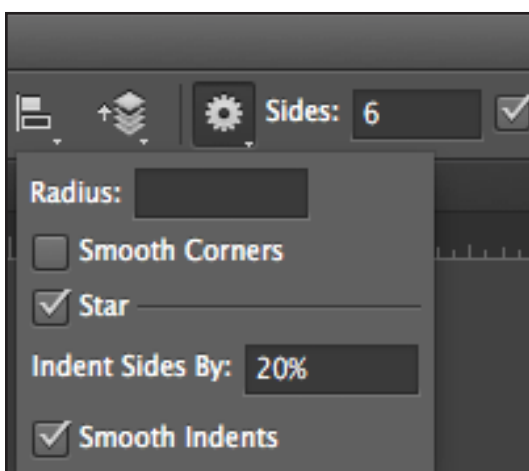 Sides: 6
Radius:
Smooth Corners
Star
Indent Sides By: 20%
Smooth Indents